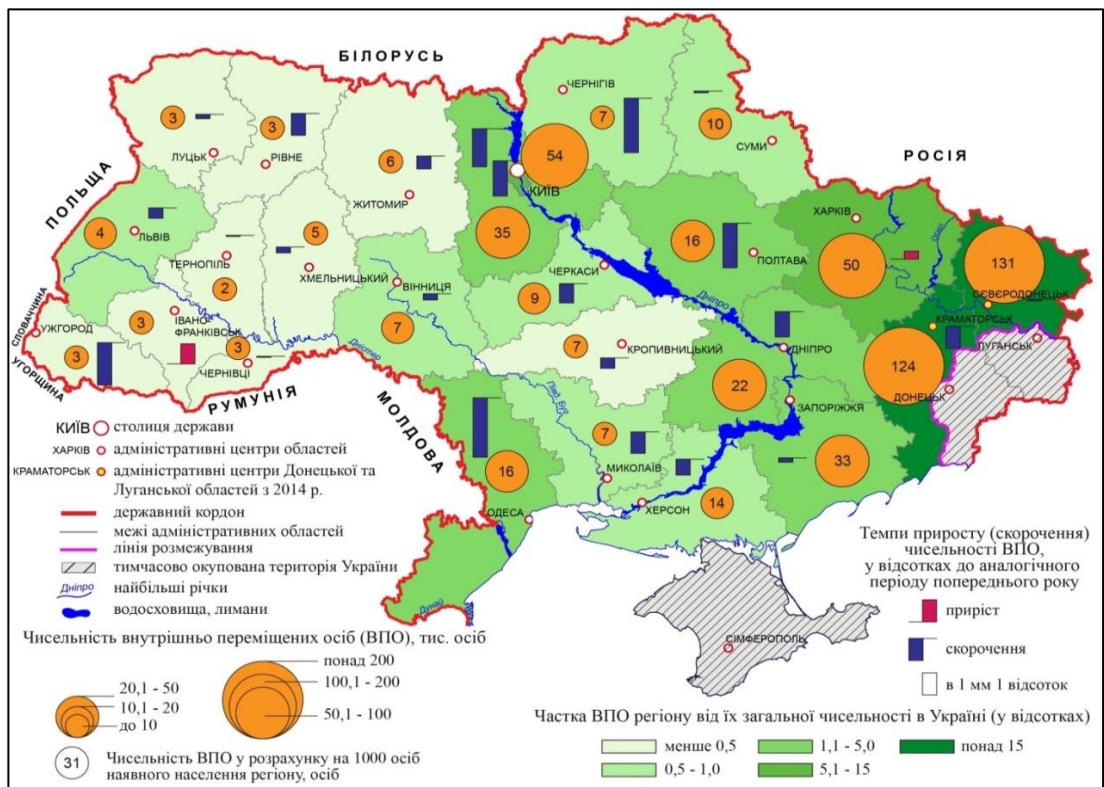 БІЛОРУСЬ
РОСІЯ
ПОЛЬЩА
СЛОВАЧЧИНА
УГОРЩИНА
РУМУНІЯ
МОЛДОВА
ЧЕРНІГІВ
7
10
СУМИ
3
ЛУЦЬК
3
РІВНЕ
6
ЖИТОМИР
54
КИЇВ
35
4
ЛЬВІВ
ТЕРНОПІЛЬ
2
5
ХМЕЛЬНИЦЬКИЙ
ВІННИЦЯ
7
ЧЕРКАСИ
9
16
ПОЛТАВА
ХАРКІВ
50
131
СЄВЄРОДОНЕЦЬК
КРАМАТОРСЬК
124
ЛУГАНСЬК
ДОНЕЦЬК
УЖГОРОД
3
3
ІВАНО-
ФРАНКІВСЬК
3
ЧЕРНІВЦІ
Дністер
Дніпро
Півд. Буг
7
КРОПИВНИЦЬКИЙ
ДНІПРО
22
ЗАПОРІЖЖЯ
33
7
МИКОЛАЇВ
ХЕРСОН
14
16
ОДЕСА
Дунай
СІМФЕРОПОЛЬ
КИЇВ столиця держави
ХАРКІВ адміністративні центри областей
КРАМАТОРСЬК адміністративні центри Донецької та
Луганської областей з 2014 р.
державний кордон
межі адміністративних областей
лінія розмежування
тимчасово окупована територія України
Дніпро найбільші річки
водосховища, лимани
Чисельність внутрішньо переміщених осіб (ВПО), тис. осіб
20,1 - 50
10,1 - 20
до 10
понад 200
100,1 - 200
50,1 - 100
31 Чисельність ВПО у розрахунку на 1000 осіб
наявного населення регіону, осіб
Темпи приросту (скорочення)
чисельності ВПО,
у відсотках до аналогічного
періоду попереднього року
приріст
скорочення
в 1 мм 1 відсоток
Частка ВПО регіону від їх загальної чисельності в Україні (у відсотках)
менше 0,5
0,5 - 1,0
1,1 - 5,0
5,1 - 15
понад 15